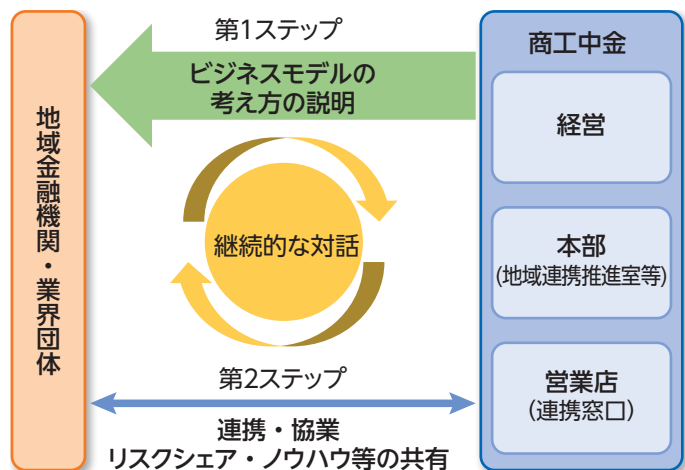 地域金融機関・業界団体
第1ステップ
ビジネスモデルの
考え方の説明
継続的な対話
第2ステップ
連携・協業
リスクシェア・ノウハウ等の共有
商工中金
経営
本部
(地域連携推進室等)
営業店
(連携窓口)